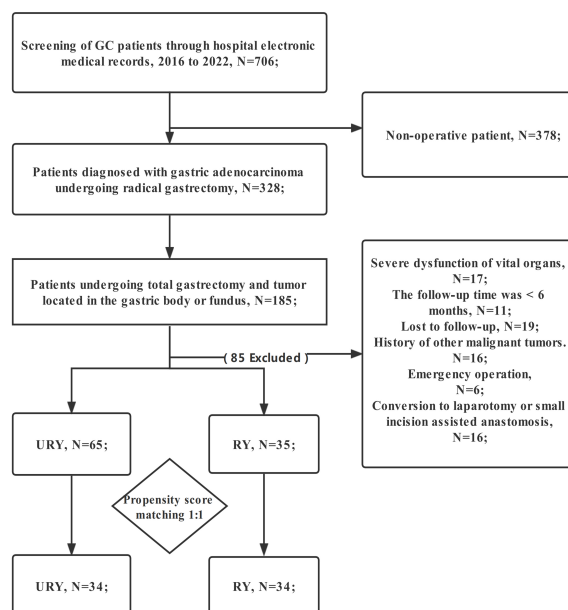 Screening of GC patients through hospital electronic
medical records, 2016 to 2022, N=706;
Non-operative patient, N=378;
Patients diagnosed with gastric adenocarcinoma
undergoing radical gastrectomy, N=328;
Patients undergoing total gastrectomy and tumor
located in the gastric body or fundus, N=185;
Severe dysfunction of vital organs,
N=17;
The follow-up time was < 6
months, N=11;
Lost to follow-up, N=19;
History of other malignant tumors.
N=16;
Emergency operation,
N=6;
Conversion to laparotomy or small
incision assisted anastomosis,
N=16;
( 85 Excluded )
URY, N=65;
RY, N=35;
Propensity score
matching 1:1
URY, N=34;
RY, N=34;